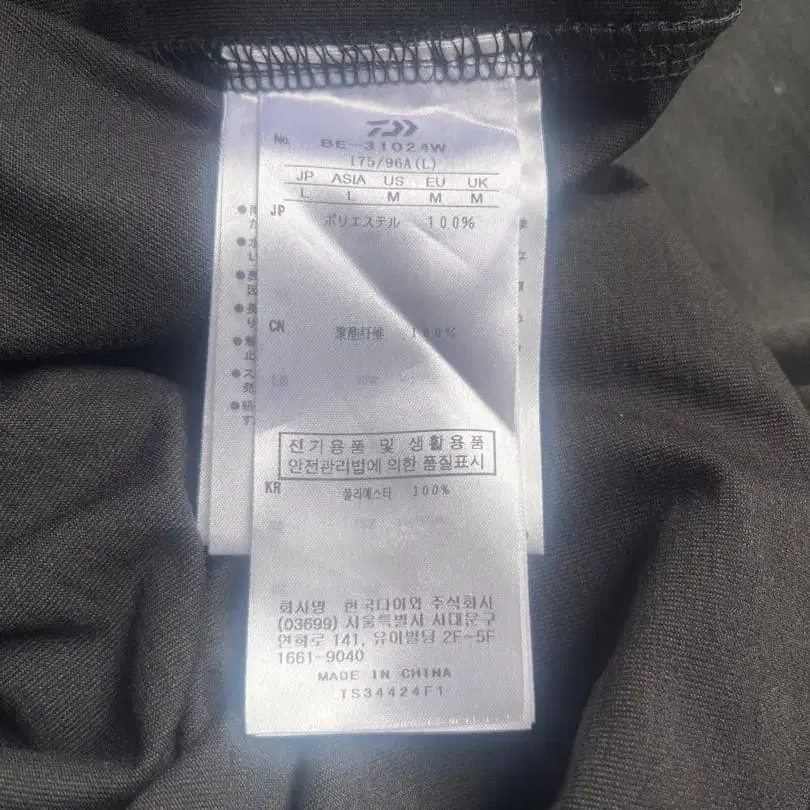 No. BE-31024W
175/96A(L)
JP ASIA US EU UK
L L M M M
JP ポリエステル 100%
CN 聚酯纤维 100%
전기용품 및 생활용품
안전관리법에 의한 품질표시
KR 폴리에스터 100%
회사명 한국다이와 주식회사
(03699) 서울특별시 서대문구
연희로 141, 유이빌딩 2F~5F
1661-9040
MADE IN CHINA
TS34424F1